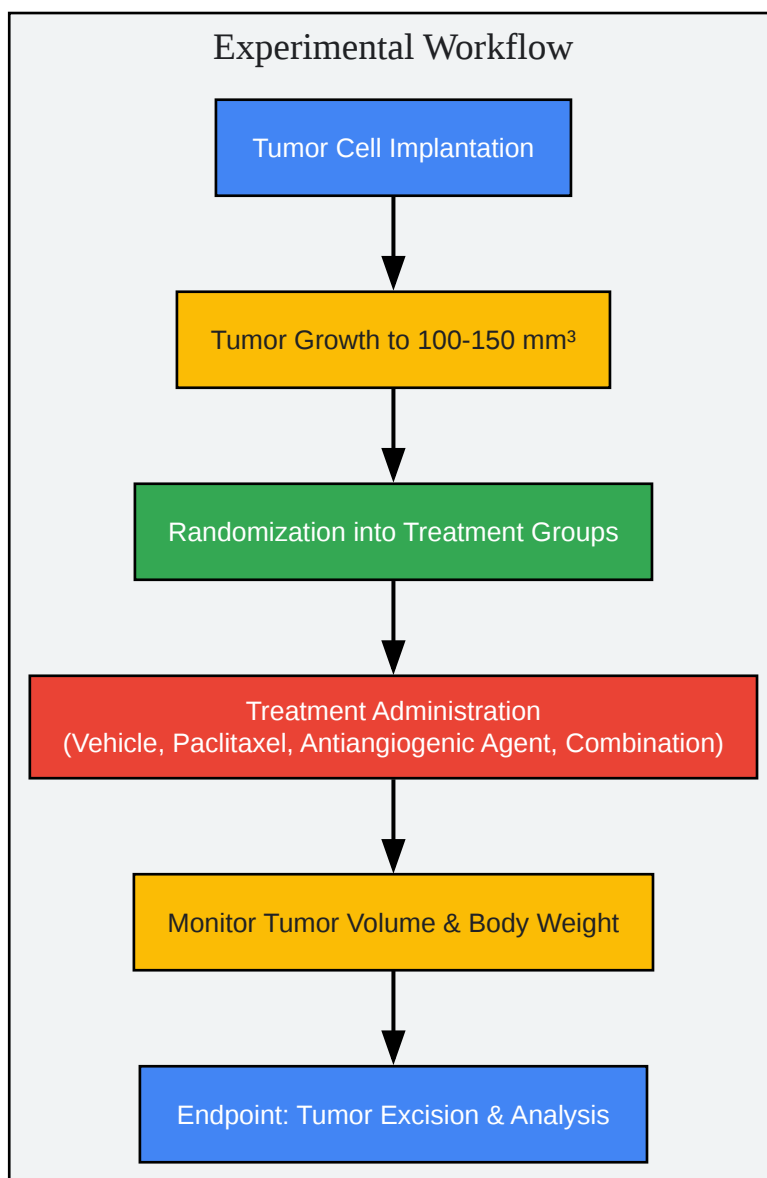 Experimental Workflow
Tumor Cell Implantation
Tumor Growth to 100-150 mm³
Randomization into Treatment Groups
Treatment Administration
(Vehicle, Paclitaxel, Antiangiogenic Agent, Combination)
Monitor Tumor Volume & Body Weight
Endpoint: Tumor Excision & Analysis